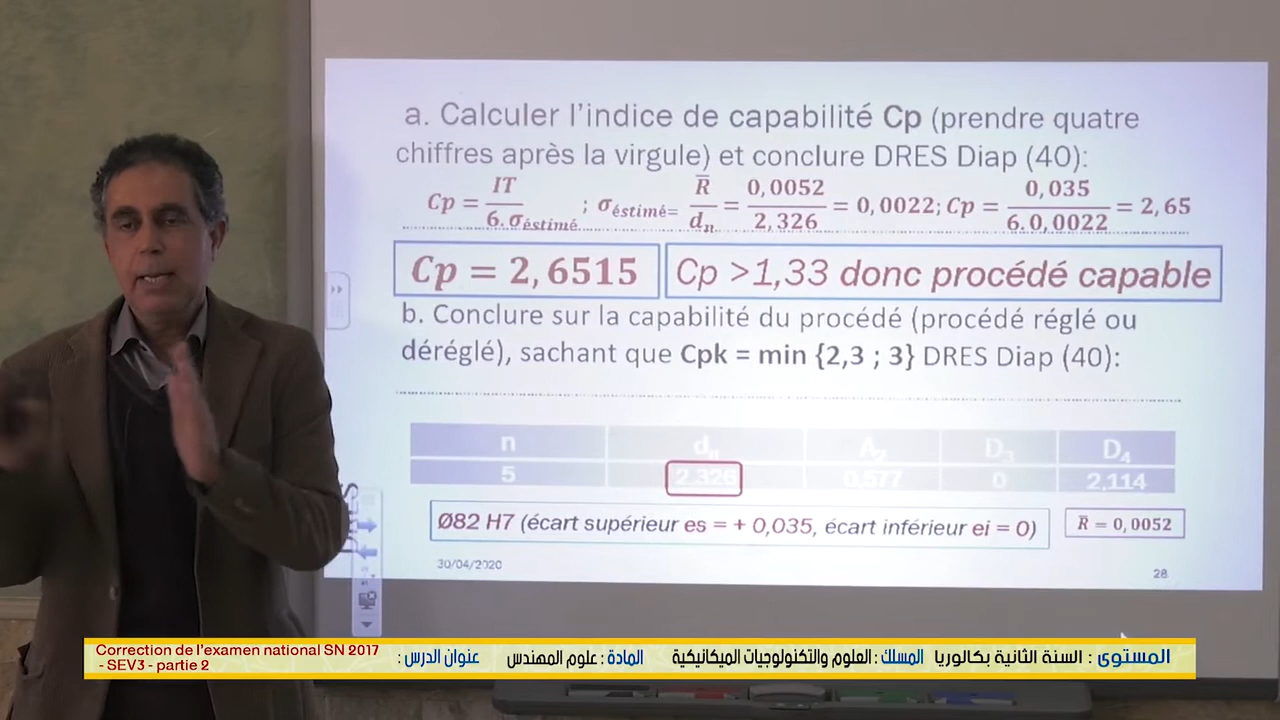 a. Calculer l'indice de capabilité Cp (prendre quatre
chiffres après la virgule) et conclure DRES Diap (40):
Cp = IT / 6. σéstimé ; σéstimé= R̄ / dn = 0,0052 / 2,326 = 0,0022; Cp = 0,035 / 6.0,0022 = 2,65
Cp = 2,6515
Cp >1,33 donc procédé capable
b. Conclure sur la capabilité du procédé (procédé réglé ou
déréglé), sachant que Cpk = min {2,3 ; 3} DRES Diap (40):
n dn A2 D3 D4
5 2,326 0,577 0 2,114
Ø82 H7 (écart supérieur es = + 0,035, écart inférieur ei = 0)
R̄ = 0,0052
DRES
30/04/2020
28
المستوى : السنة الثانية بكالوريا المسلك : العلوم والتكنولوجيات الميكانيكية المادة : علوم المهندس عنوان الدرس :
Correction de l'examen national SN 2017
- SEV3 - partie 2